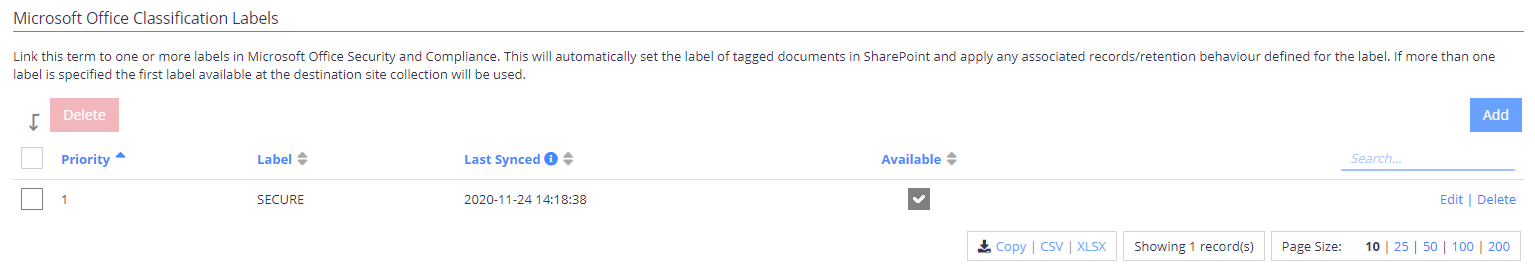 Microsoft Office Classification Labels
Link this term to one or more labels in Microsoft Office Security and Compliance. This will automatically set the label of tagged documents in SharePoint and apply any associated records/retention behaviour defined for the label. If more than one
label is specified the first label available at the destination site collection will be used.
Delete Add
Priority Label Last Synced Available Search...
1 SECURE 2020-11-24 14:18:38 Edit | Delete
Copy | CSV | XLSX Showing 1 record(s) Page Size: 10 | 25 | 50 | 100 | 200